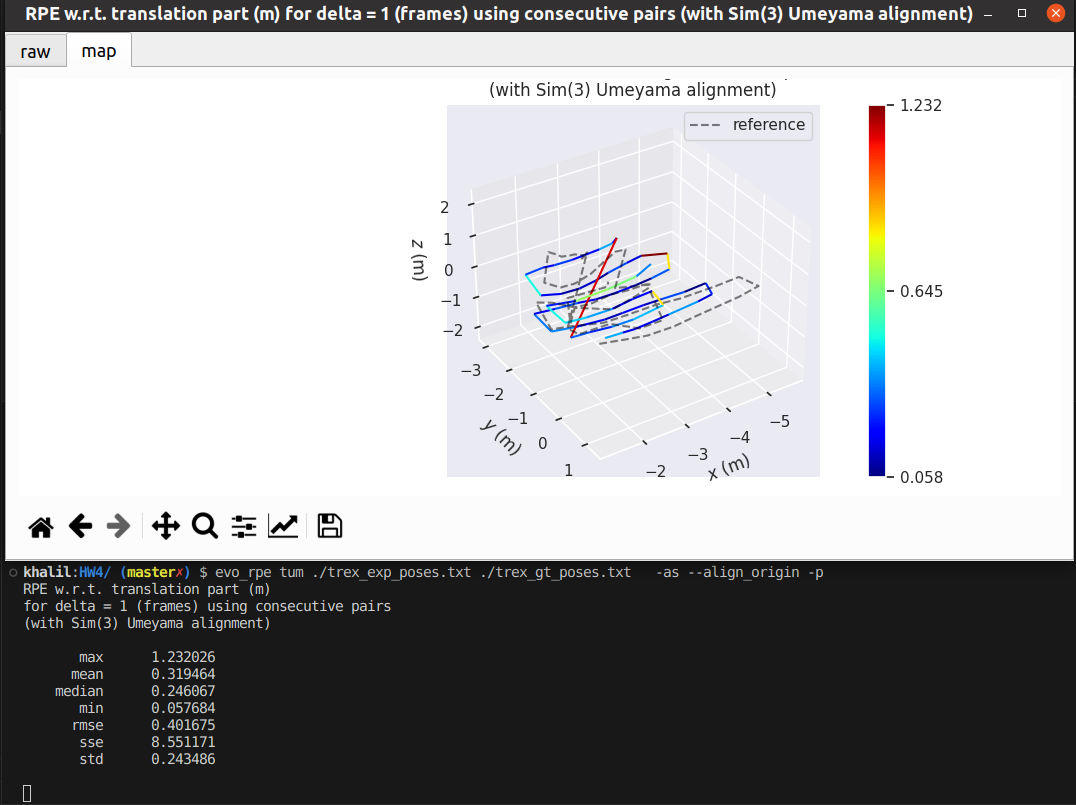 RPE w.r.t. translation part (m) for delta = 1 (frames) using consecutive pairs (with Sim(3) Umeyama alignment)
raw map
(with Sim(3) Umeyama alignment)
reference
1.232
0.645
0.058
2
1
0
−1
−2
z (m)
−3
−2
−1
0
1
y (m)
−2
−3
−4
−5
x (m)
khalil:HW4/ (master✗) $ evo_rpe tum ./trex_exp_poses.txt ./trex_gt_poses.txt -as --align_origin -p
RPE w.r.t. translation part (m)
for delta = 1 (frames) using consecutive pairs
(with Sim(3) Umeyama alignment)
max 1.232026
mean 0.319464
median 0.246067
min 0.057684
rmse 0.401675
sse 8.551171
std 0.243486